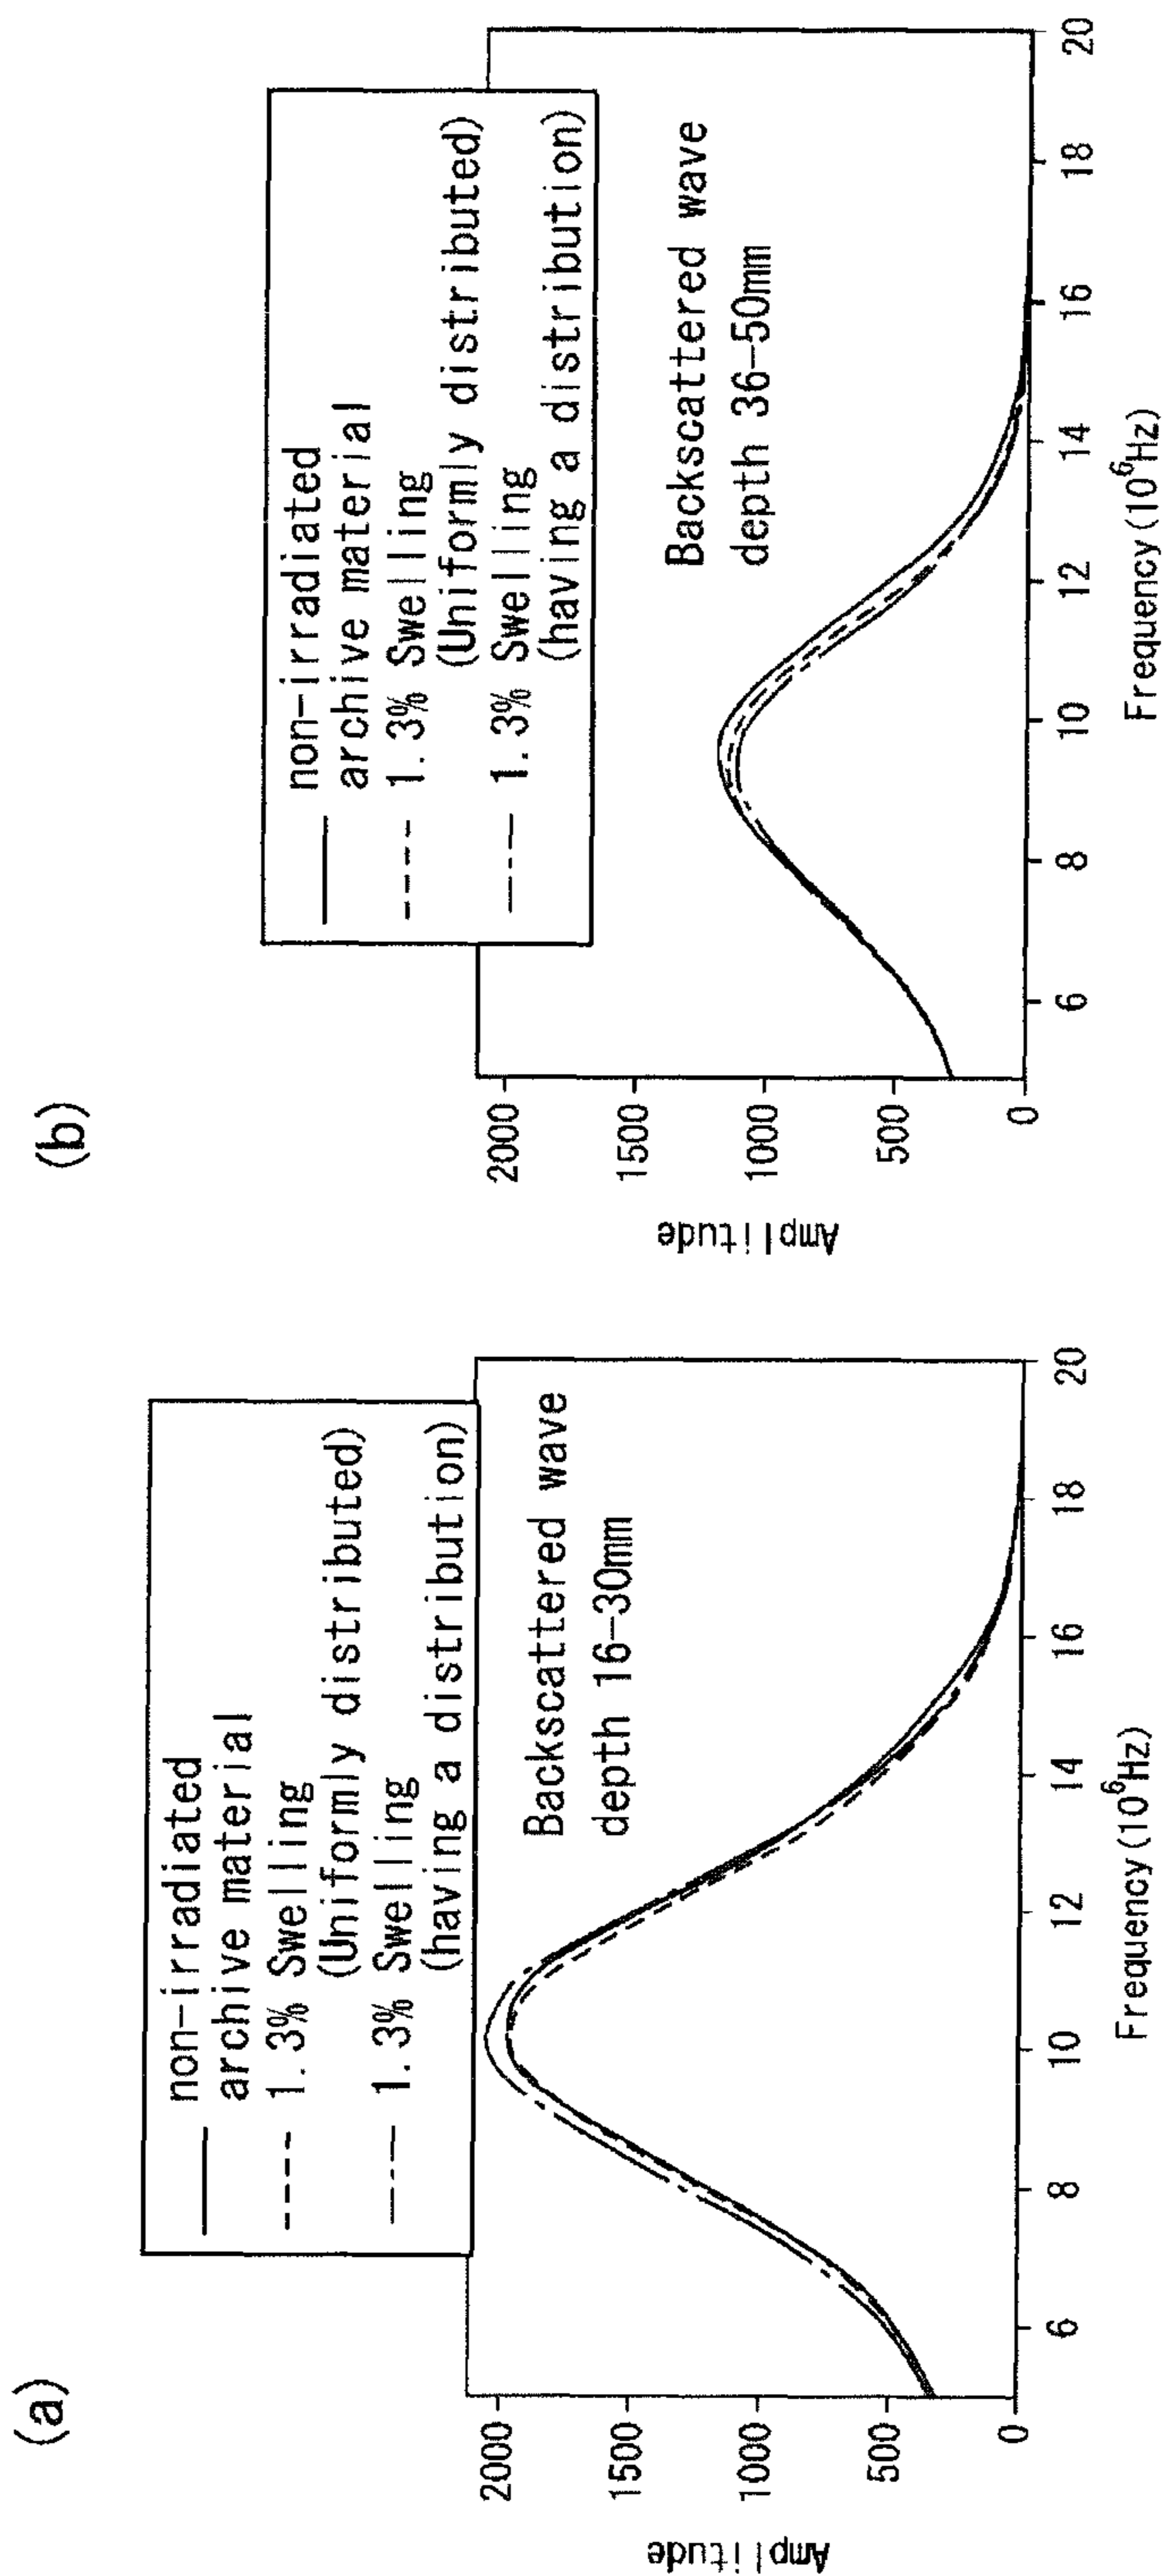 (a)
non-irradiated
archive material
1.3% Swelling
(Uniformly distributed)
1.3% Swelling
(having a distribution)
Backscattered wave
depth 16-30mm
2000
1500
1000
500
0
Amplitude
6
8
10
12
14
16
18
20
Frequency(10⁶Hz)
(b)
non-irradiated
archive material
1.3% Swelling
(Uniformly distributed)
1.3% Swelling
(having a distribution)
Backscattered wave
depth 36-50mm
2000
1500
1000
500
0
Amplitude
6
8
10
12
14
16
18
20
Frequency(10⁶Hz)